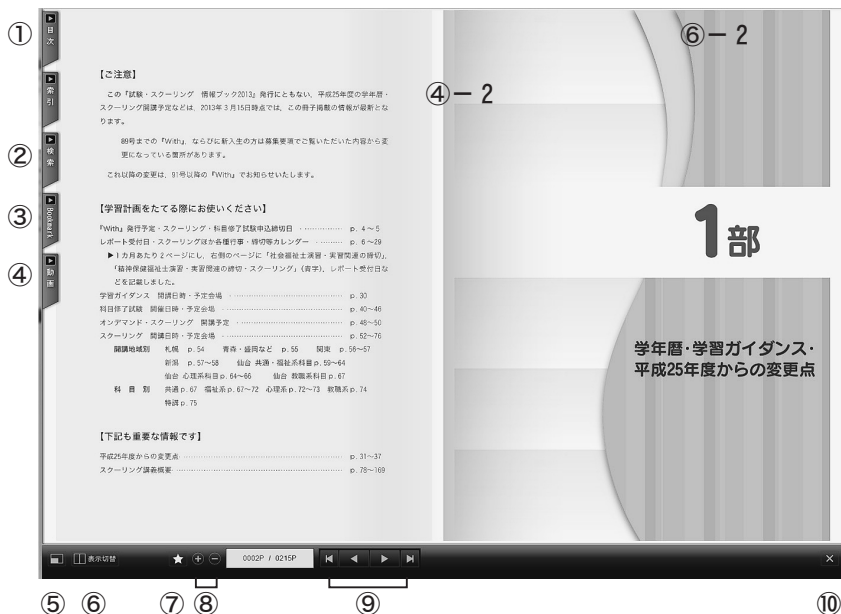 ① 目次
索引
② 検索
③ Bookmark
④ 動画
【ご注意】
この『試験・スクーリング 情報ブック2013』発行にともない，平成25年度の学年暦・
スクーリング開講予定などは，2013年3月15日時点では，この冊子掲載の情報が最新とな
ります。
89号までの『With』，ならびに新入生の方は募集要項でご覧いただいた内容から変
更になっている箇所があります。
これ以降の変更は，91号以降の『With』でお知らせいたします。
【学習計画をたてる際にお使いください】
『With』発行予定・スクーリング・科目修了試験申込締切日 ……………… p. 4～5
レポート受付日・スクーリングほか各種行事・締切等カレンダー ……………… p. 6～29
▶1カ月あたり2ページにし，右側のページに「社会福祉士演習・実習関連の締切」，
「精神保健福祉士演習・実習関連の締切・スクーリング」（青字），レポート受付日な
どを記載しました。
学習ガイダンス 開講日時・予定会場 ……………… p. 30
科目修了試験 開催日時・予定会場 ……………… p. 40～46
オンデマンド・スクーリング 開講予定 ……………… p. 48～50
スクーリング 開講日時・予定会場 ……………… p. 52～76
開講地域別 札幌 p. 54 青森・盛岡など p. 55 関東 p. 56～57
新潟 p. 57～58 仙台 共通・福祉系科目 p. 59～64
仙台 心理系科目 p. 64～66 仙台 教職系科目 p. 67
科目別 共通 p. 67 福祉系 p. 67～72 心理系 p. 72～73 教職系 p. 74
特講 p. 75
【下記も重要な情報です】
平成25年度からの変更点 ……………… p. 31～37
スクーリング講義概要 ……………… p. 78～169
④－2
⑥－2
1部
学年暦・学習ガイダンス・
平成25年度からの変更点
表示切替 0002P / 0215P
⑤ ⑥ ⑦ ⑧ ⑨ ⑩